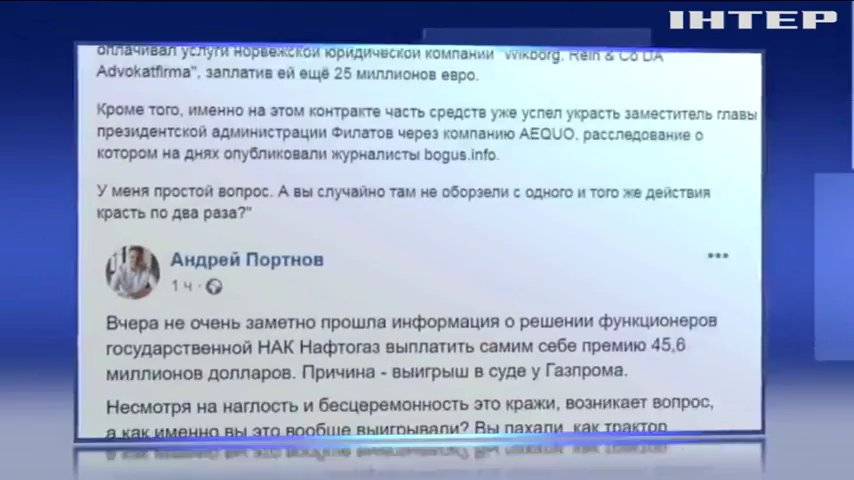 ІНТЕР
оплачивал услуги норвежской юридической компании "Wikborg, Rein & Co DA
Advokatfirma", заплатив ей ещё 25 миллионов евро.
Кроме того, именно на этом контракте часть средств уже успел украсть заместитель главы
президентской администрации Филатов через компанию AEQUO, расследование о
котором на днях опубликовали журналисты bogus.info.
У меня простой вопрос. А вы случайно там не оборзели с одного и того же действия
красть по два раза?"
Андрей Портнов
1 ч ·
Вчера не очень заметно прошла информация о решении функционеров
государственной НАК Нафтогаз выплатить самим себе премию 45,6
миллионов долларов. Причина - выигрыш в суде у Газпрома.
Несмотря на наглость и бесцеремонность это кражи, возникает вопрос,
а как именно вы это вообще выигрывали? Вы пахали, как трактор